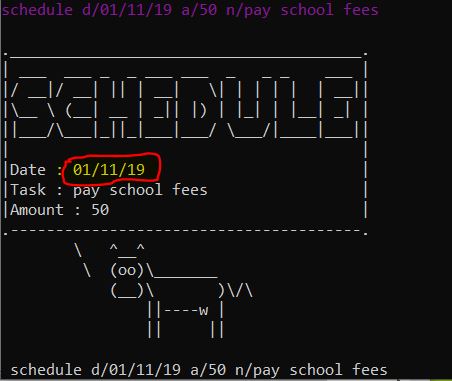 schedule d/01/11/19 a/50 n/pay school fees
SCHEDULE
Date : 01/11/19
Task : pay school fees
Amount : 50
schedule d/01/11/19 a/50 n/pay school fees